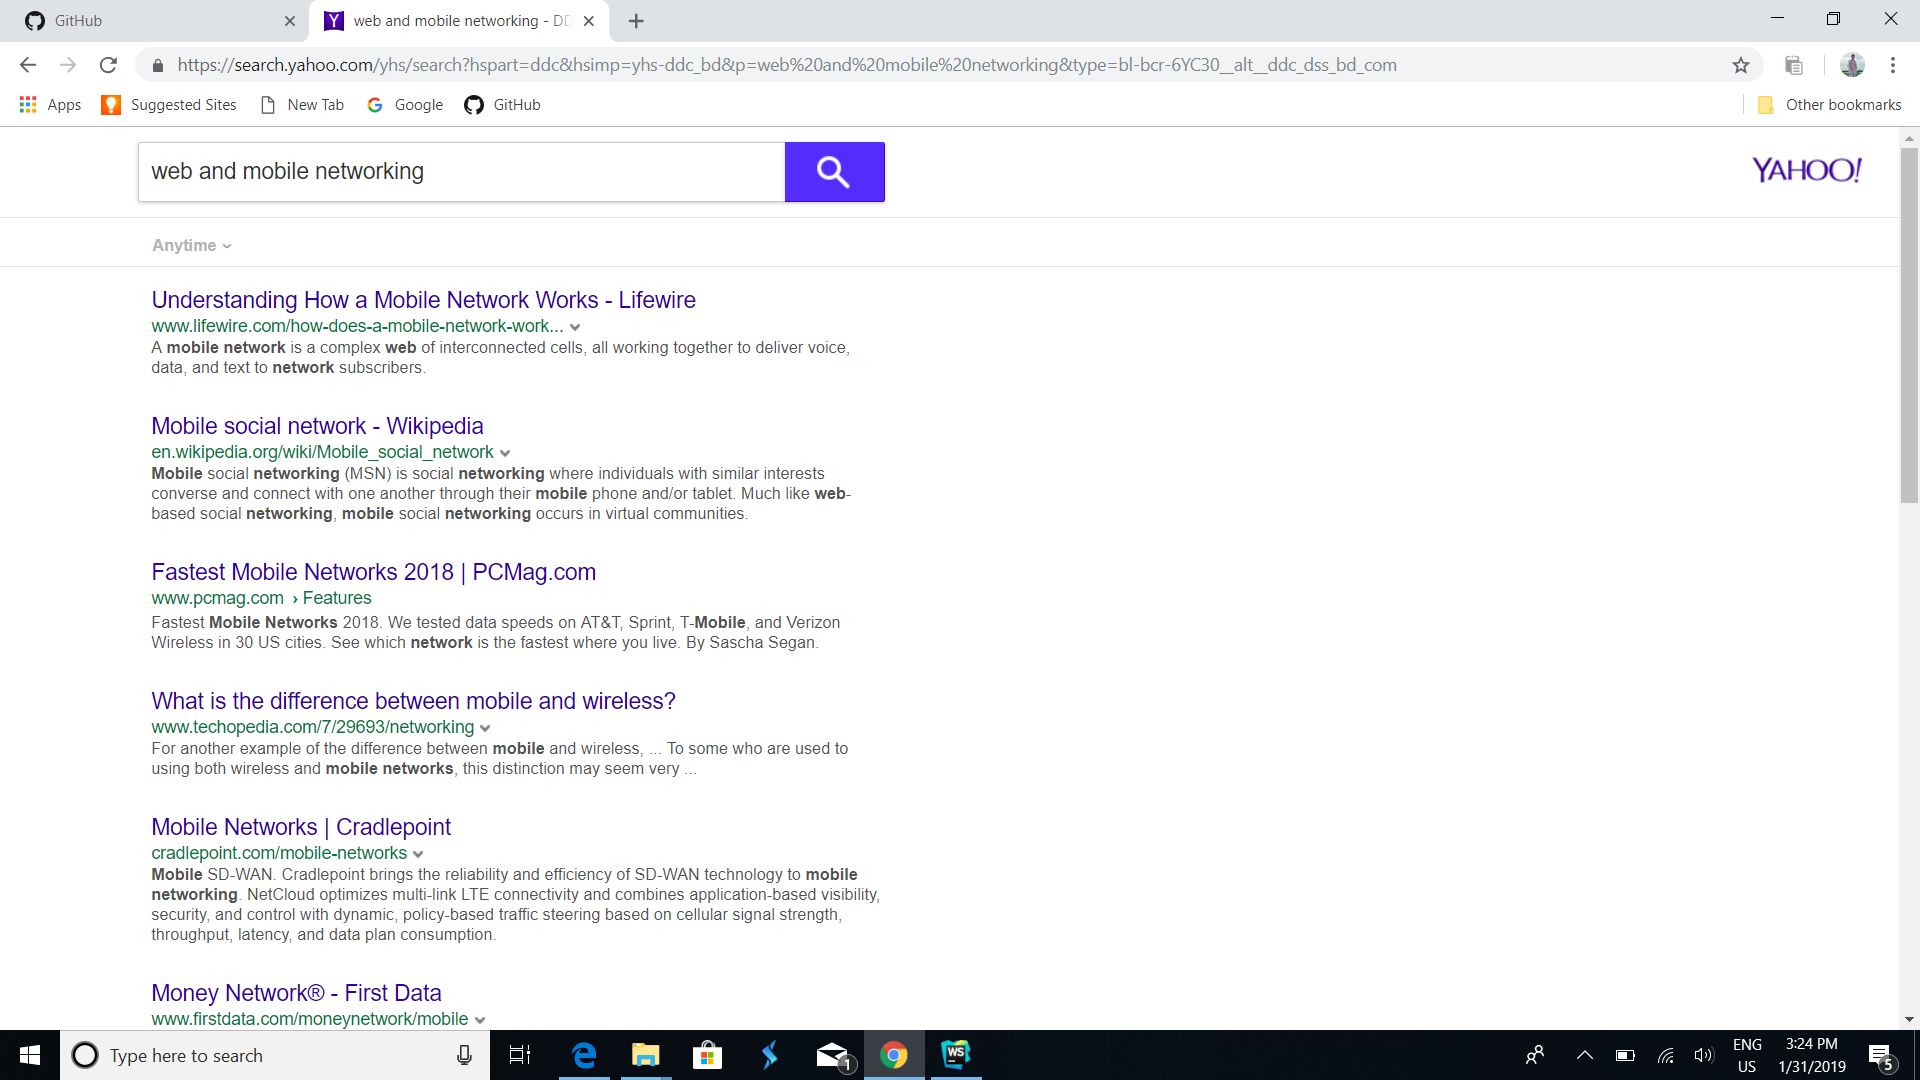 GitHub
web and mobile networking - DD
https://search.yahoo.com/yhs/search?hspart=ddc&hsimp=yhs-ddc_bd&p=web%20and%20mobile%20networking&type=bl-bcr-6YC30__alt__ddc_dss_bd_com
Apps Suggested Sites New Tab Google GitHub Other bookmarks
web and mobile networking
YAHOO!
Anytime
Understanding How a Mobile Network Works - Lifewire
www.lifewire.com/how-does-a-mobile-network-work...
A mobile network is a complex web of interconnected cells, all working together to deliver voice,
data, and text to network subscribers.
Mobile social network - Wikipedia
en.wikipedia.org/wiki/Mobile_social_network
Mobile social networking (MSN) is social networking where individuals with similar interests
converse and connect with one another through their mobile phone and/or tablet. Much like web-
based social networking, mobile social networking occurs in virtual communities.
Fastest Mobile Networks 2018 | PCMag.com
www.pcmag.com › Features
Fastest Mobile Networks 2018. We tested data speeds on AT&T, Sprint, T-Mobile, and Verizon
Wireless in 30 US cities. See which network is the fastest where you live. By Sascha Segan.
What is the difference between mobile and wireless?
www.techopedia.com/7/29693/networking
For another example of the difference between mobile and wireless, ... To some who are used to
using both wireless and mobile networks, this distinction may seem very ...
Mobile Networks | Cradlepoint
cradlepoint.com/mobile-networks
Mobile SD-WAN. Cradlepoint brings the reliability and efficiency of SD-WAN technology to mobile
networking. NetCloud optimizes multi-link LTE connectivity and combines application-based visibility,
security, and control with dynamic, policy-based traffic steering based on cellular signal strength,
throughput, latency, and data plan consumption.
Money Network® - First Data
www.firstdata.com/moneynetwork/mobile
Type here to search
1
WS
ENG
US
3:24 PM
1/31/2019
5